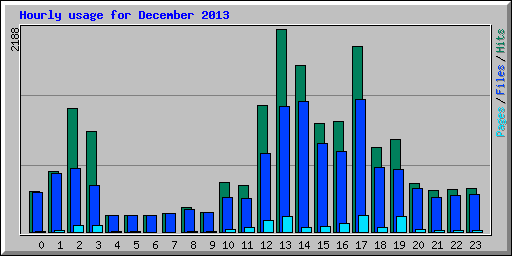 Hourly usage for December 2013
2188
Pages / Files / Hits
0 1 2 3 4 5 6 7 8 9 10 11 12 13 14 15 16 17 18 19 20 21 22 23